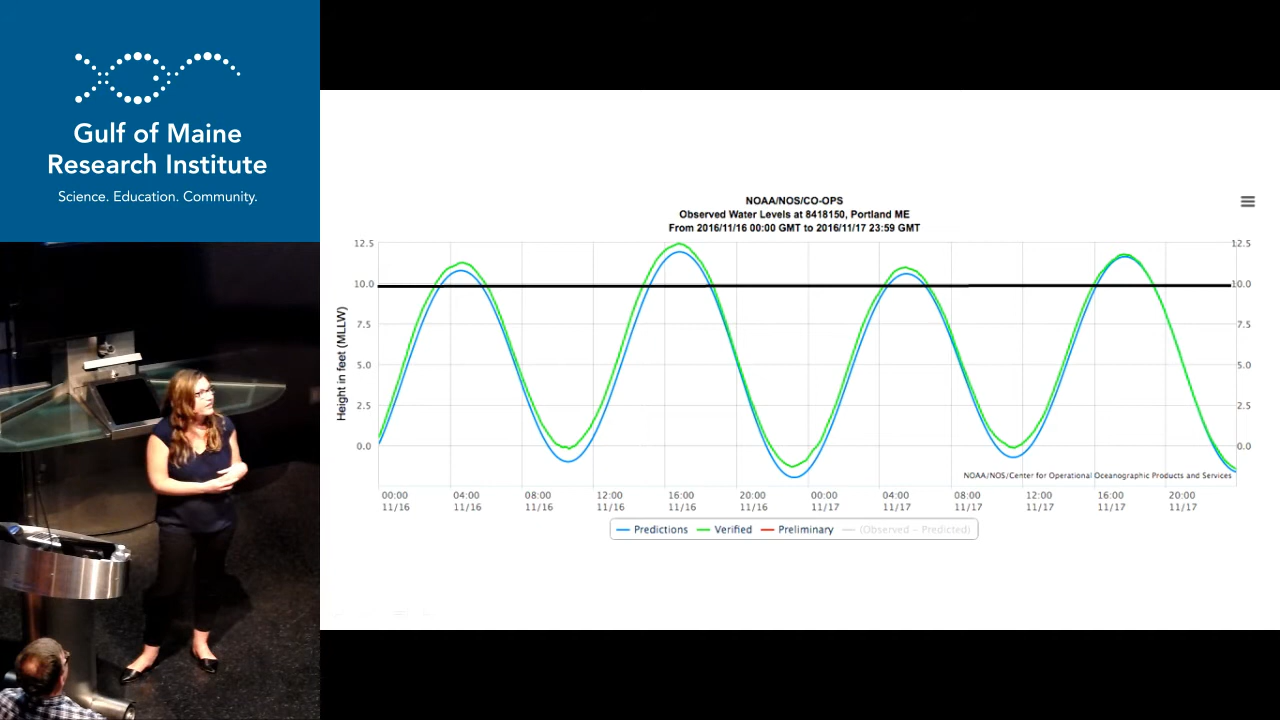 Gulf of Maine
Research Institute
Science. Education. Community.
NOAA/NOS/CO-OPS
Observed Water Levels at 8418150, Portland ME
From 2016/11/16 00:00 GMT to 2016/11/17 23:59 GMT
Height in feet (MLLW)
12.5
10.0
7.5
5.0
2.5
0.0
12.5
10.0
7.5
5.0
2.5
0.0
NOAA/NOS/Center for Operational Oceanographic Products and Services
00:00 04:00 08:00 12:00 16:00 20:00 00:00 04:00 08:00 12:00 16:00 20:00
11/16 11/16 11/16 11/16 11/16 11/16 11/17 11/17 11/17 11/17 11/17 11/17
Predictions Verified Preliminary (Observed - Predicted)